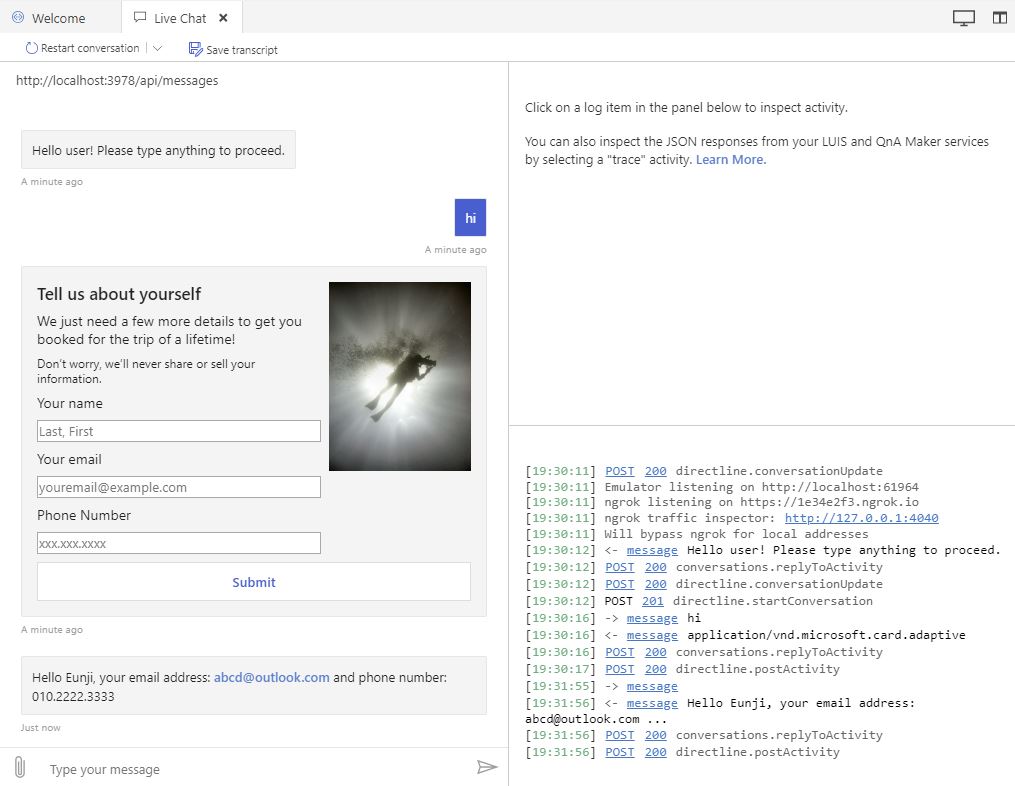 Welcome
Live Chat
Restart conversation
Save transcript
http://localhost:3978/api/messages
Hello user! Please type anything to proceed.
A minute ago
hi
A minute ago
Tell us about yourself
We just need a few more details to get you
booked for the trip of a lifetime!
Don't worry, we'll never share or sell your
information.
Your name
Last, First
Your email
youremail@example.com
Phone Number
xxx.xxx.xxxx
Submit
A minute ago
Hello Eunji, your email address: abcd@outlook.com and phone number:
010.2222.3333
Just now
Type your message
Click on a log item in the panel below to inspect activity.
You can also inspect the JSON responses from your LUIS and QnA Maker services
by selecting a "trace" activity. Learn More.
[19:30:11] POST 200 directline.conversationUpdate
[19:30:11] Emulator listening on http://localhost:61964
[19:30:11] ngrok listening on https://1e34e2f3.ngrok.io
[19:30:11] ngrok traffic inspector: http://127.0.0.1:4040
[19:30:11] Will bypass ngrok for local addresses
[19:30:12] <- message Hello user! Please type anything to proceed.
[19:30:12] POST 200 conversations.replyToActivity
[19:30:12] POST 200 directline.conversationUpdate
[19:30:12] POST 201 directline.startConversation
[19:30:16] -> message hi
[19:30:16] <- message application/vnd.microsoft.card.adaptive
[19:30:16] POST 200 conversations.replyToActivity
[19:30:17] POST 200 directline.postActivity
[19:31:55] -> message
[19:31:56] <- message Hello Eunji, your email address:
abcd@outlook.com ...
[19:31:56] POST 200 conversations.replyToActivity
[19:31:56] POST 200 directline.postActivity